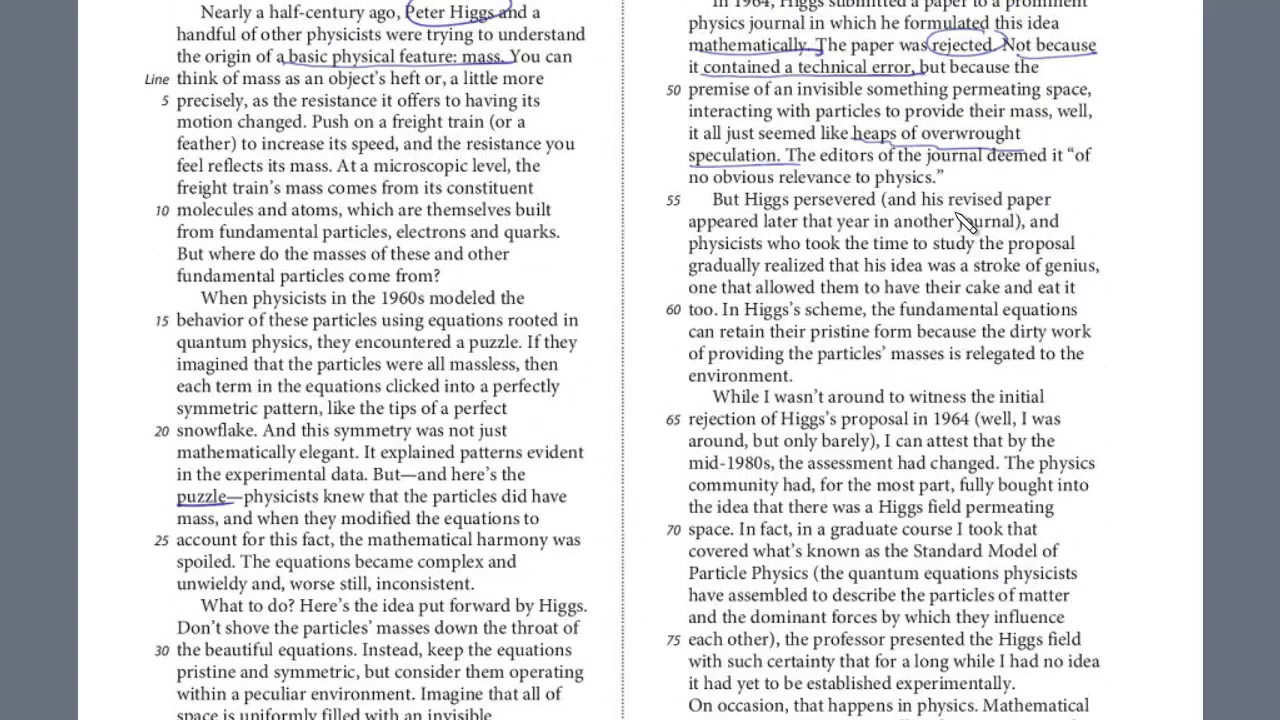 Nearly a half-century ago, Peter Higgs and a
handful of other physicists were trying to understand
the origin of a basic physical feature: mass. You can
Line think of mass as an object's heft or, a little more
5 precisely, as the resistance it offers to having its
motion changed. Push on a freight train (or a
feather) to increase its speed, and the resistance you
feel reflects its mass. At a microscopic level, the
freight train's mass comes from its constituent
10 molecules and atoms, which are themselves built
from fundamental particles, electrons and quarks.
But where do the masses of these and other
fundamental particles come from?
When physicists in the 1960s modeled the
15 behavior of these particles using equations rooted in
quantum physics, they encountered a puzzle. If they
imagined that the particles were all massless, then
each term in the equations clicked into a perfectly
symmetric pattern, like the tips of a perfect
20 snowflake. And this symmetry was not just
mathematically elegant. It explained patterns evident
in the experimental data. But—and here's the
puzzle—physicists knew that the particles did have
mass, and when they modified the equations to
25 account for this fact, the mathematical harmony was
spoiled. The equations became complex and
unwieldy and, worse still, inconsistent.
What to do? Here's the idea put forward by Higgs.
Don't shove the particles' masses down the throat of
30 the beautiful equations. Instead, keep the equations
pristine and symmetric, but consider them operating
within a peculiar environment. Imagine that all of
space is uniformly filled with an invisible
In 1964, Higgs submitted a paper to a prominent
physics journal in which he formulated this idea
mathematically. The paper was rejected. Not because
it contained a technical error, but because the
50 premise of an invisible something permeating space,
interacting with particles to provide their mass, well,
it all just seemed like heaps of overwrought
speculation. The editors of the journal deemed it “of
no obvious relevance to physics.”
55 But Higgs persevered (and his revised paper
appeared later that year in another journal), and
physicists who took the time to study the proposal
gradually realized that his idea was a stroke of genius,
one that allowed them to have their cake and eat it
60 too. In Higgs's scheme, the fundamental equations
can retain their pristine form because the dirty work
of providing the particles' masses is relegated to the
environment.
While I wasn't around to witness the initial
65 rejection of Higgs's proposal in 1964 (well, I was
around, but only barely), I can attest that by the
mid-1980s, the assessment had changed. The physics
community had, for the most part, fully bought into
the idea that there was a Higgs field permeating
70 space. In fact, in a graduate course I took that
covered what's known as the Standard Model of
Particle Physics (the quantum equations physicists
have assembled to describe the particles of matter
and the dominant forces by which they influence
75 each other), the professor presented the Higgs field
with such certainty that for a long while I had no idea
it had yet to be established experimentally.
On occasion, that happens in physics. Mathematical